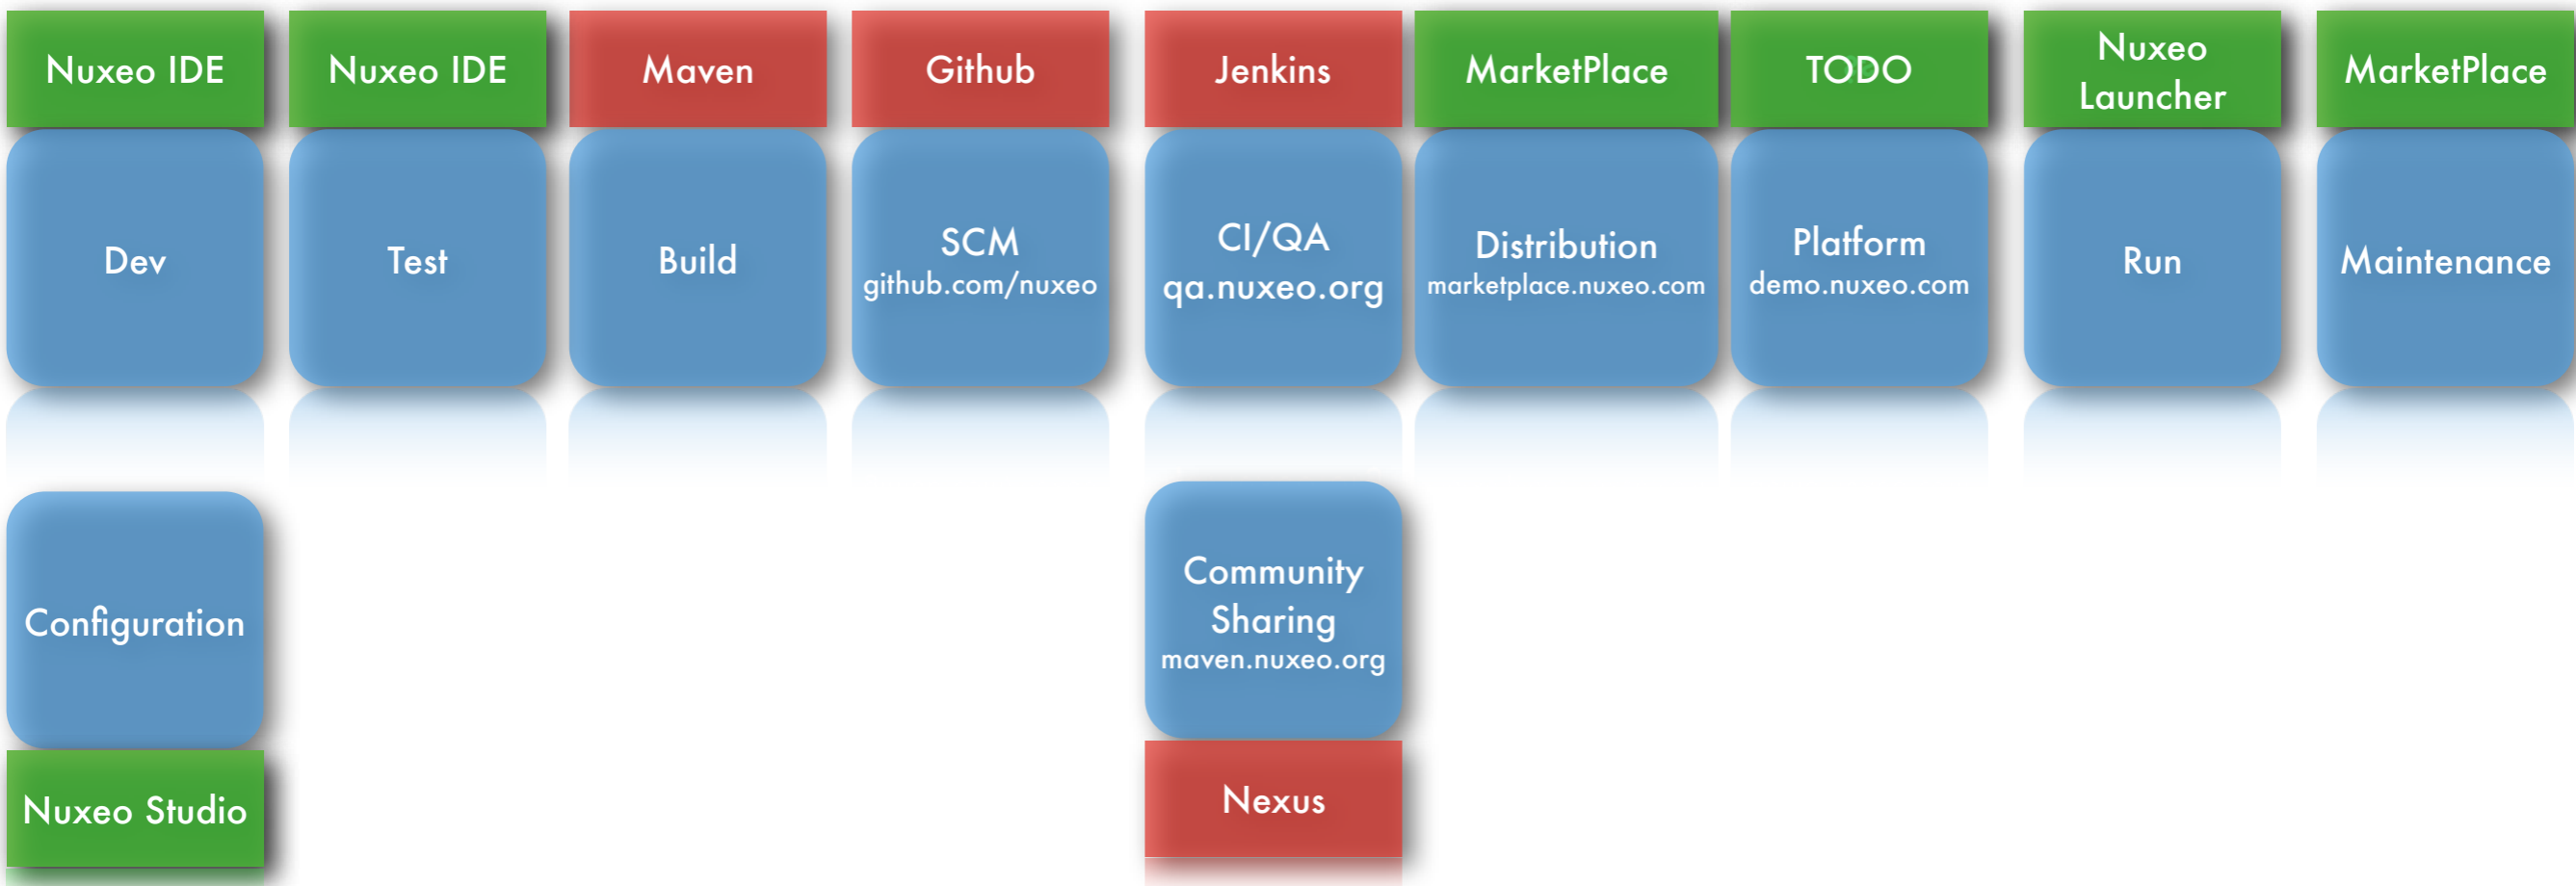 Nuxeo IDE
Nuxeo IDE
Maven
Github
Jenkins
MarketPlace
TODO
Nuxeo
Launcher
MarketPlace
Dev
Test
Build
SCM
github.com/nuxeo
CI/QA
qa.nuxeo.org
Distribution
marketplace.nuxeo.com
Platform
demo.nuxeo.com
Run
Maintenance
Configuration
Nuxeo Studio
Community
Sharing
maven.nuxeo.org
Nexus